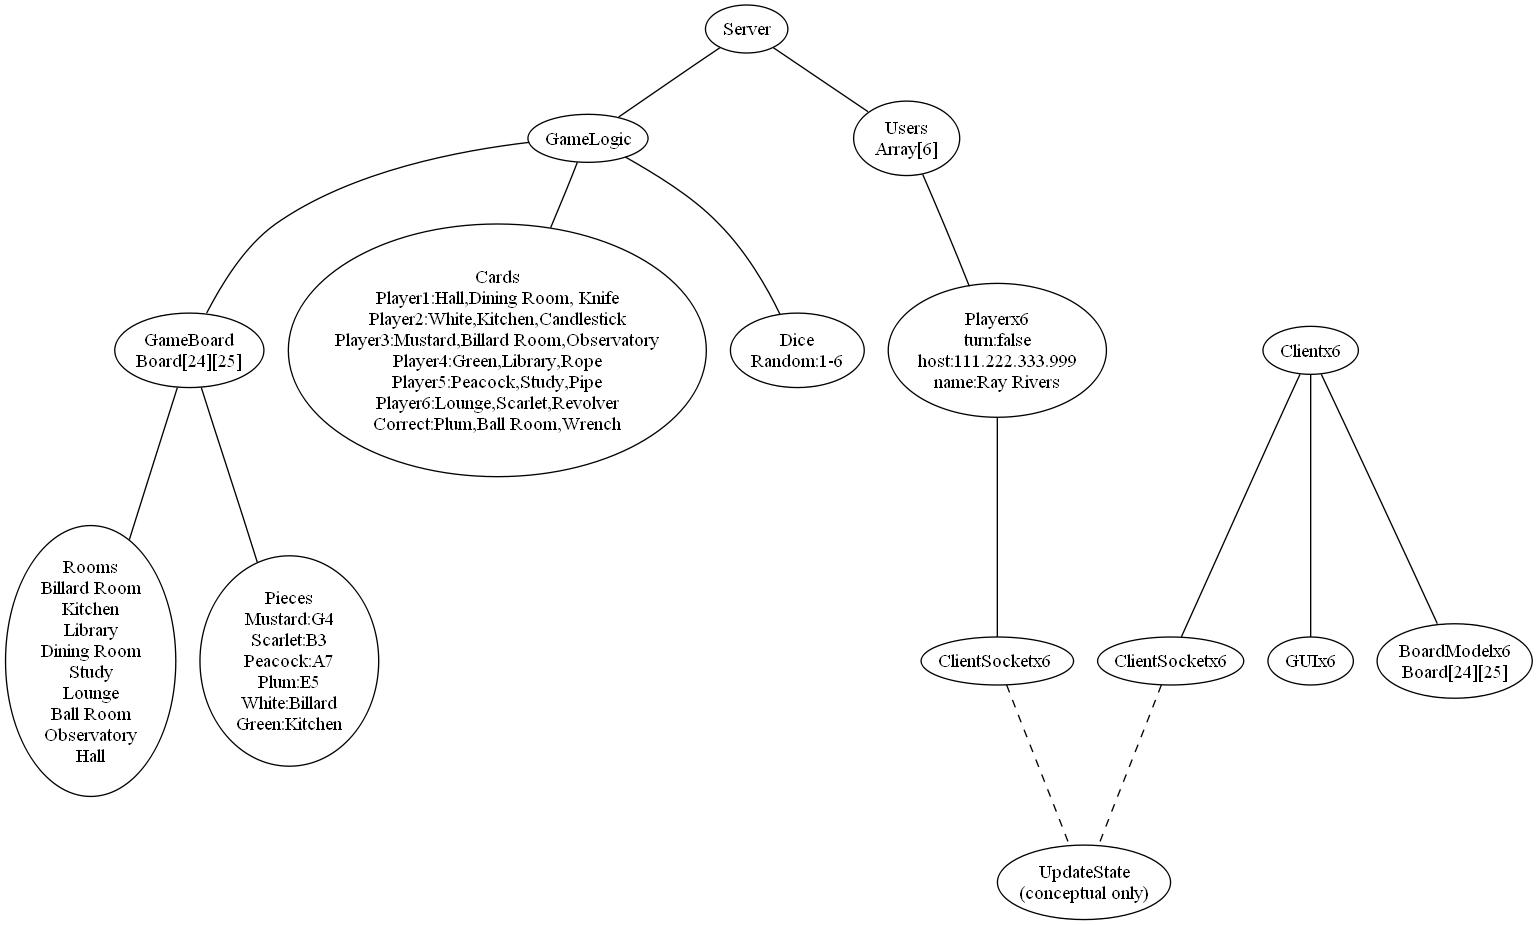 Server
GameLogic
Users
Array[6]
GameBoard
Board[24][25]
Cards
Player1:Hall,Dining Room, Knife
Player2:White,Kitchen,Candlestick
Player3:Mustard,Billard Room,Observatory
Player4:Green,Library,Rope
Player5:Peacock,Study,Pipe
Player6:Lounge,Scarlet,Revolver
Correct:Plum,Ball Room,Wrench
Dice
Random:1-6
Playerx6
turn:false
host:111.222.333.999
name:Ray Rivers
Clientx6
Rooms
Billard Room
Kitchen
Library
Dining Room
Study
Lounge
Ball Room
Observatory
Hall
Pieces
Mustard:G4
Scarlet:B3
Peacock:A7
Plum:E5
White:Billard
Green:Kitchen
ClientSocketx6
ClientSocketx6
GUIx6
BoardModelx6
Board[24][25]
UpdateState
(conceptual only)